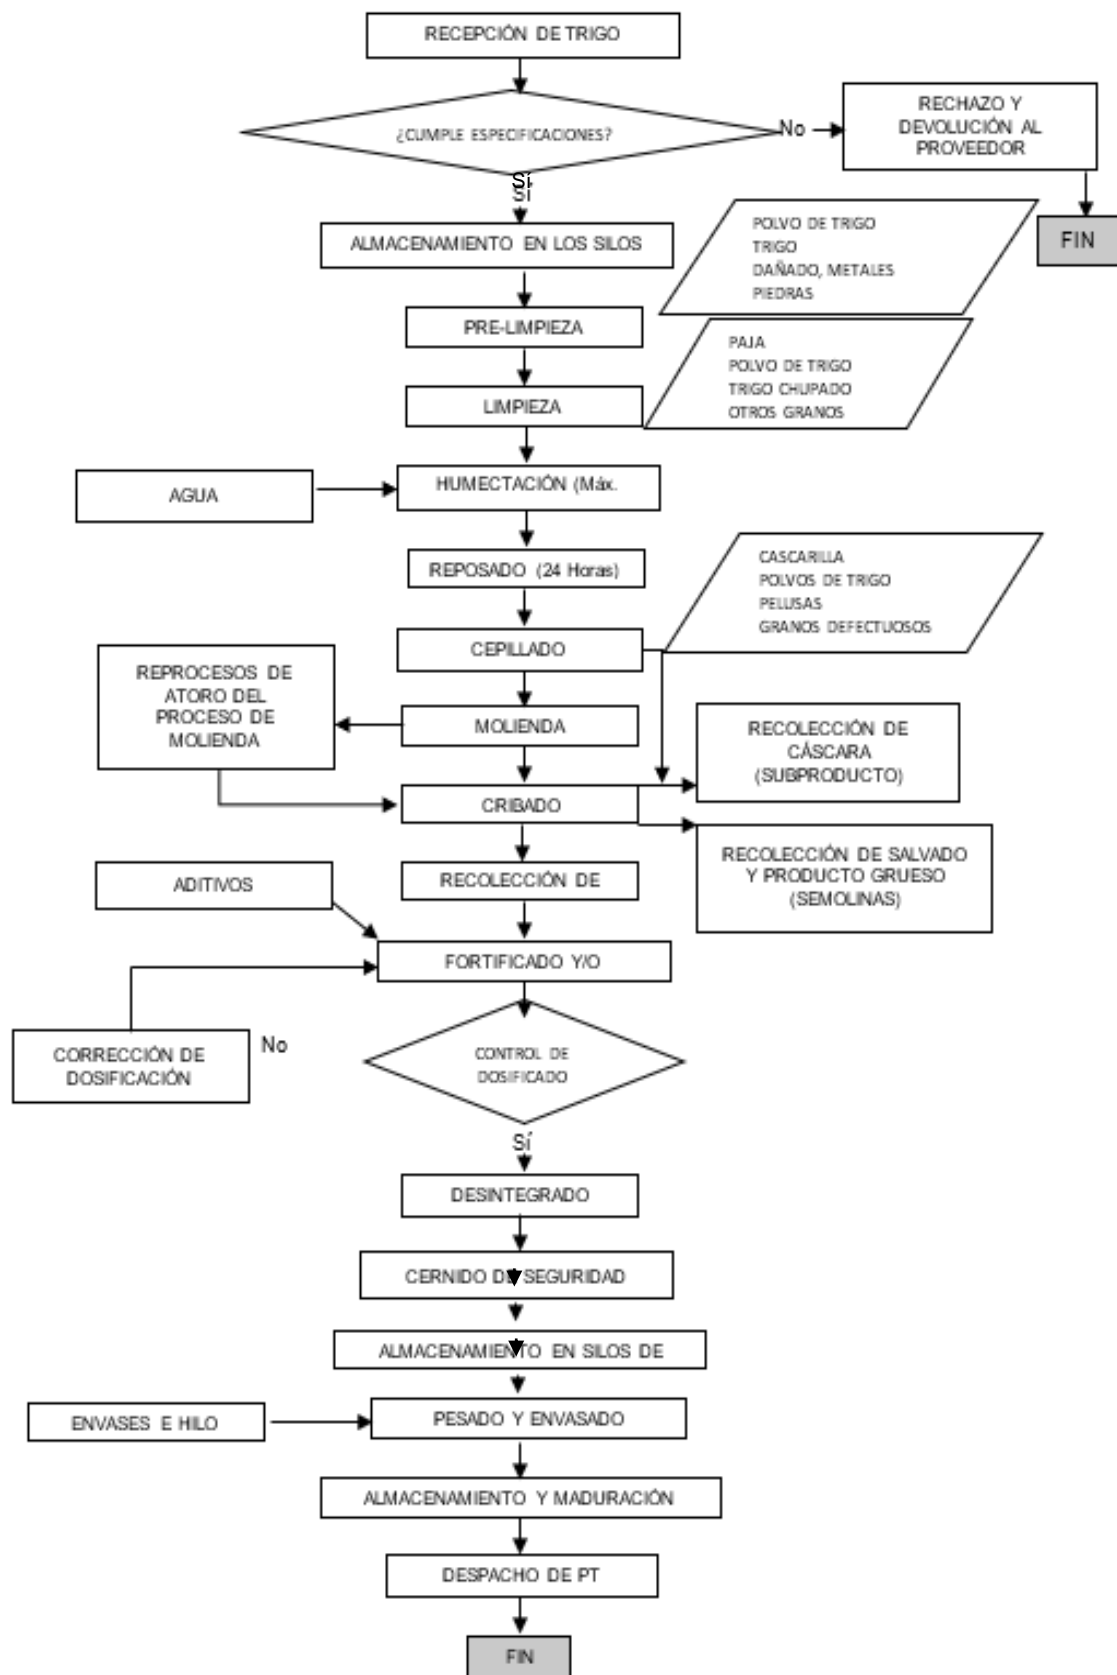 RECEPCIÓN DE TRIGO
¿CUMPLE ESPECIFICACIONES?
No
RECHAZO Y
DEVOLUCIÓN AL
PROVEEDOR
FIN
Sí
Sí
ALMACENAMIENTO EN LOS SILOS
POLVO DE TRIGO
TRIGO
DAÑADO, METALES
PIEDRAS
PRE-LIMPIEZA
PAJA
POLVO DE TRIGO
TRIGO CHUPADO
OTROS GRANOS
LIMPIEZA
AGUA
HUMECTACIÓN (Máx.
REPOSADO (24 Horas)
CASCARILLA
POLVOS DE TRIGO
PELUSAS
GRANOS DEFECTUOSOS
CEPILLADO
REPROCESOS DE
ATORO DEL
PROCESO DE
MOLIENDA
MOLIENDA
RECOLECCIÓN DE
CÁSCARA
(SUBPRODUCTO)
CRIBADO
RECOLECCIÓN DE SALVADO
Y PRODUCTO GRUESO
(SEMOLINAS)
RECOLECCIÓN DE
ADITIVOS
FORTIFICADO Y/O
CORRECCIÓN DE
DOSIFICACIÓN
No
CONTROL DE
DOSIFICADO
Sí
DESINTEGRADO
CERNIDO DE SEGURIDAD
ALMACENAMIENTO EN SILOS DE
ENVASES E HILO
PESADO Y ENVASADO
ALMACENAMIENTO Y MADURACIÓN
DESPACHO DE PT
FIN